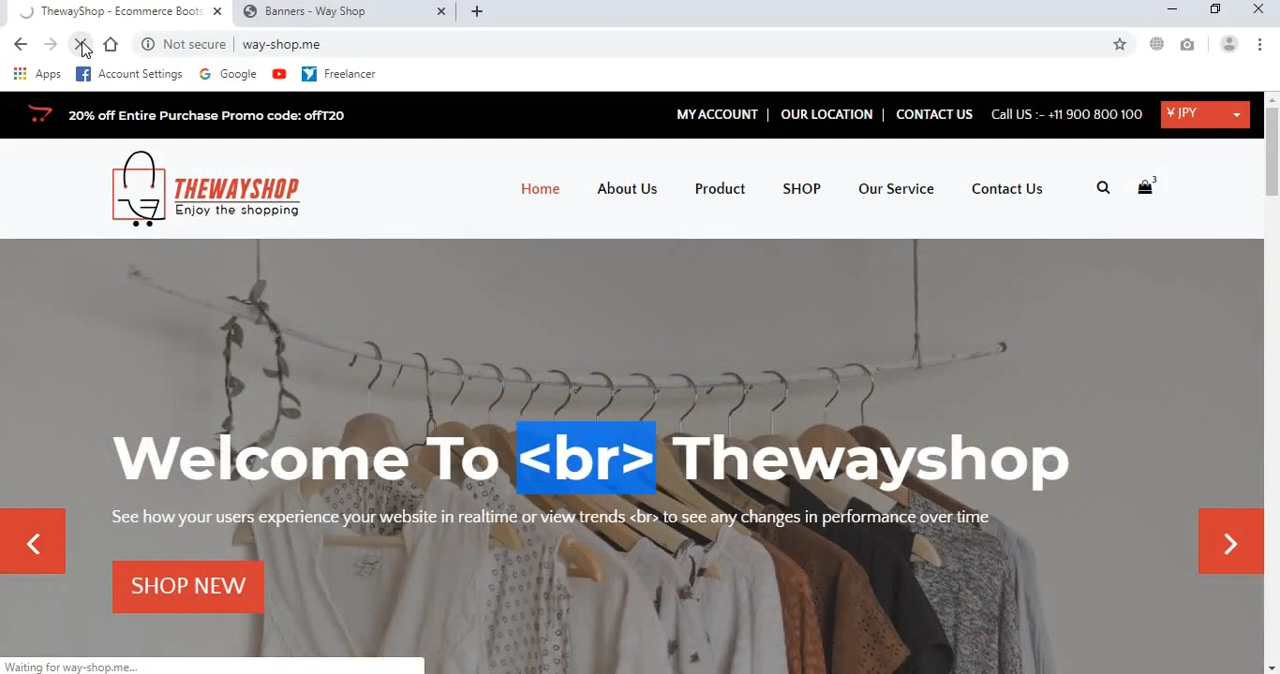 ThewayShop - Ecommerce Boots
Banners - Way Shop
Not secure
way-shop.me
Apps
Account Settings
Google
Freelancer
20% off Entire Purchase Promo code: offT20
MY ACCOUNT | OUR LOCATION | CONTACT US
Call US :- +11 900 800 100
¥ JPY
THEWAYSHOP
Enjoy the shopping
Home
About Us
Product
SHOP
Our Service
Contact Us
3
Welcome To <br> Thewayshop
See how your users experience your website in realtime or view trends <br> to see any changes in performance over time
SHOP NEW
Waiting for way-shop.me...